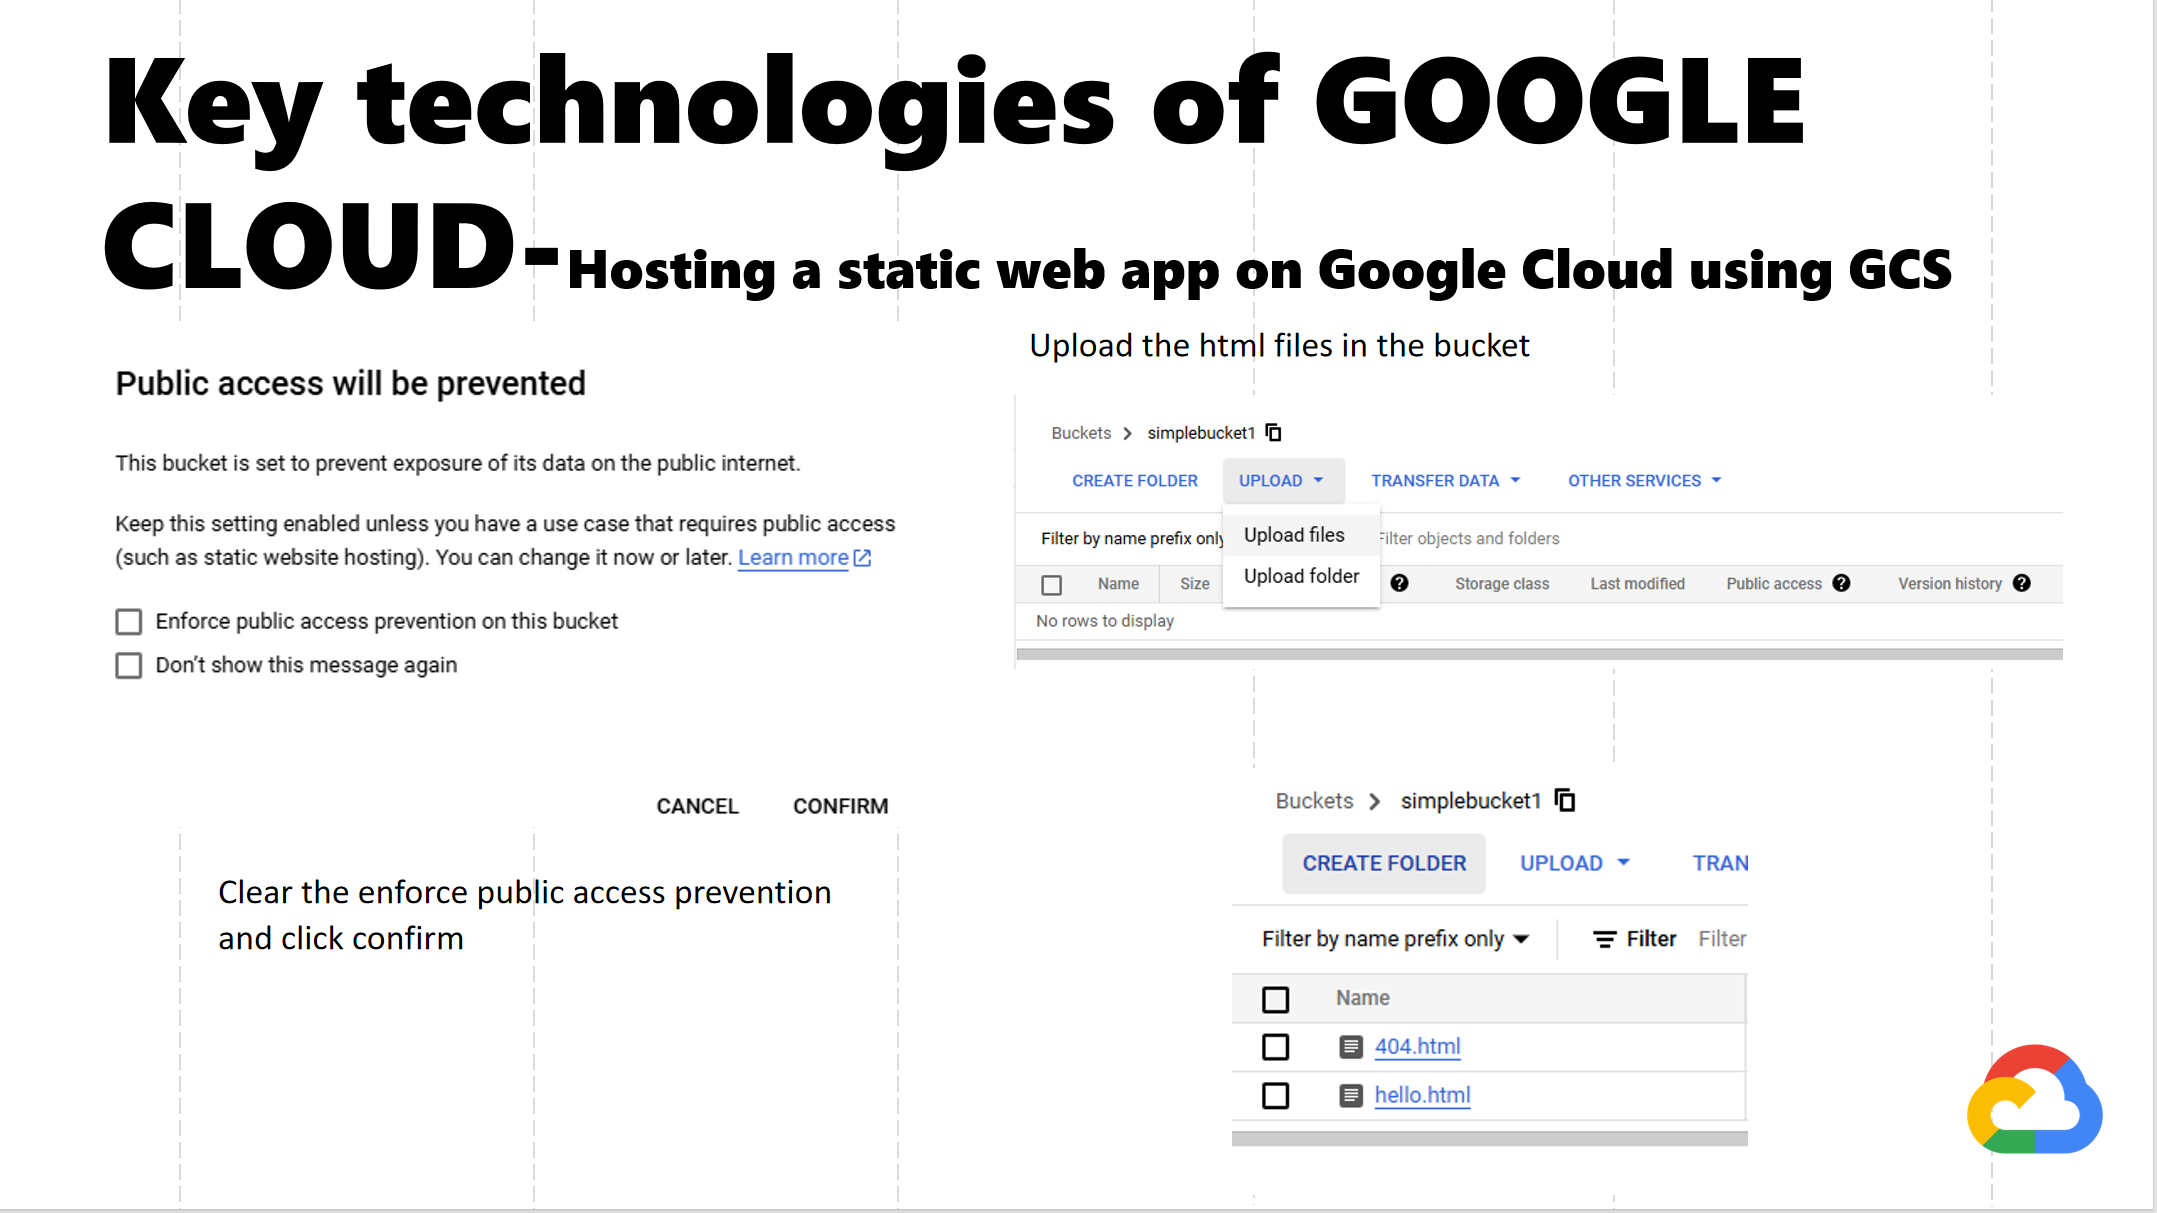 Key technologies of GOOGLE
CLOUD-Hosting a static web app on Google Cloud using GCS
Public access will be prevented
This bucket is set to prevent exposure of its data on the public internet.
Keep this setting enabled unless you have a use case that requires public access
(such as static website hosting). You can change it now or later. Learn more
Enforce public access prevention on this bucket
Don't show this message again
CANCEL CONFIRM
Clear the enforce public access prevention
and click confirm
Upload the html files in the bucket
Buckets > simplebucket1
CREATE FOLDER UPLOAD TRANSFER DATA OTHER SERVICES
Filter by name prefix only Upload files Filter objects and folders
Upload folder
Name Size Storage class Last modified Public access Version history
No rows to display
Buckets > simplebucket1
CREATE FOLDER UPLOAD TRAN
Filter by name prefix only Filter Filter
Name
404.html
hello.html